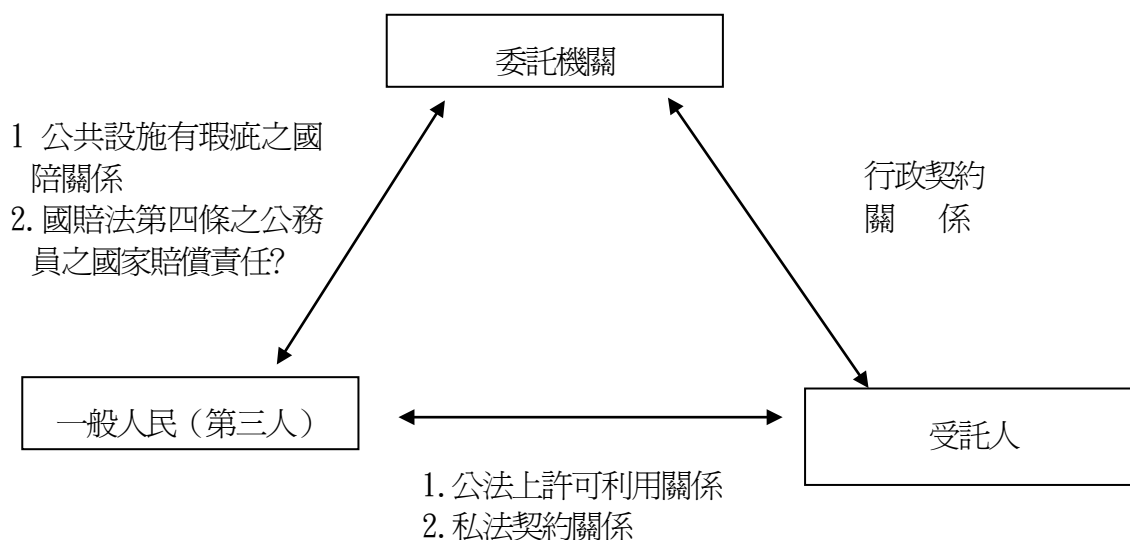 委託機關
1 公共設施有瑕疵之國
陪關係
2.國賠法第四條之公務
員之國家賠償責任?
行政契約
關 係
一般人民（第三人）
受託人
1.公法上許可利用關係
2.私法契約關係